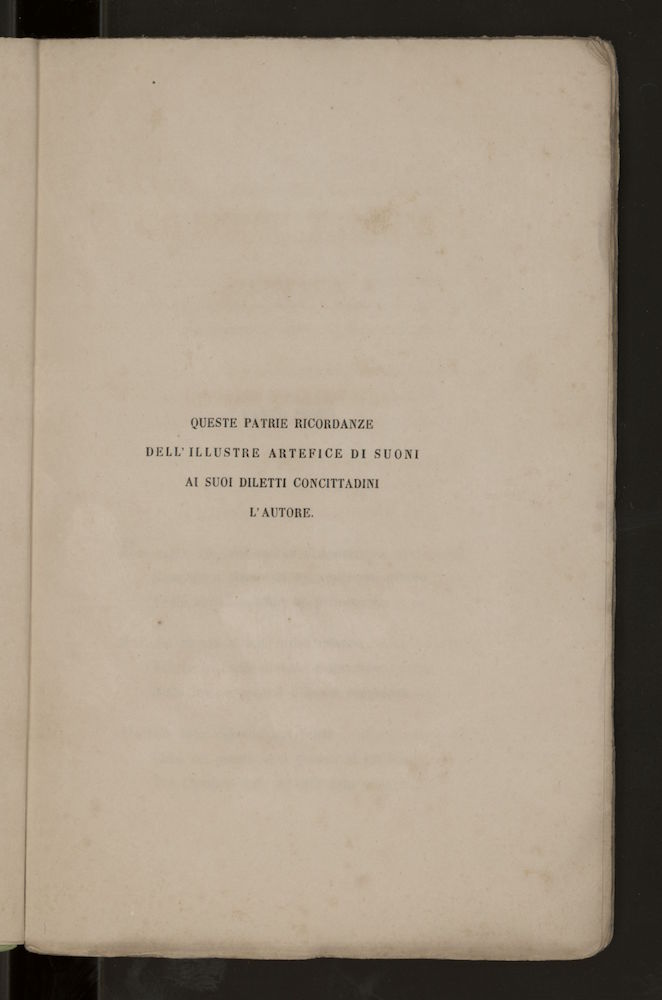 QUESTE PATRIE RICORDANZE
DELL' ILLUSTRE ARTEFICE DI SUONI
AI SUOI DILETTI CONCITTADINI
L'AUTORE.